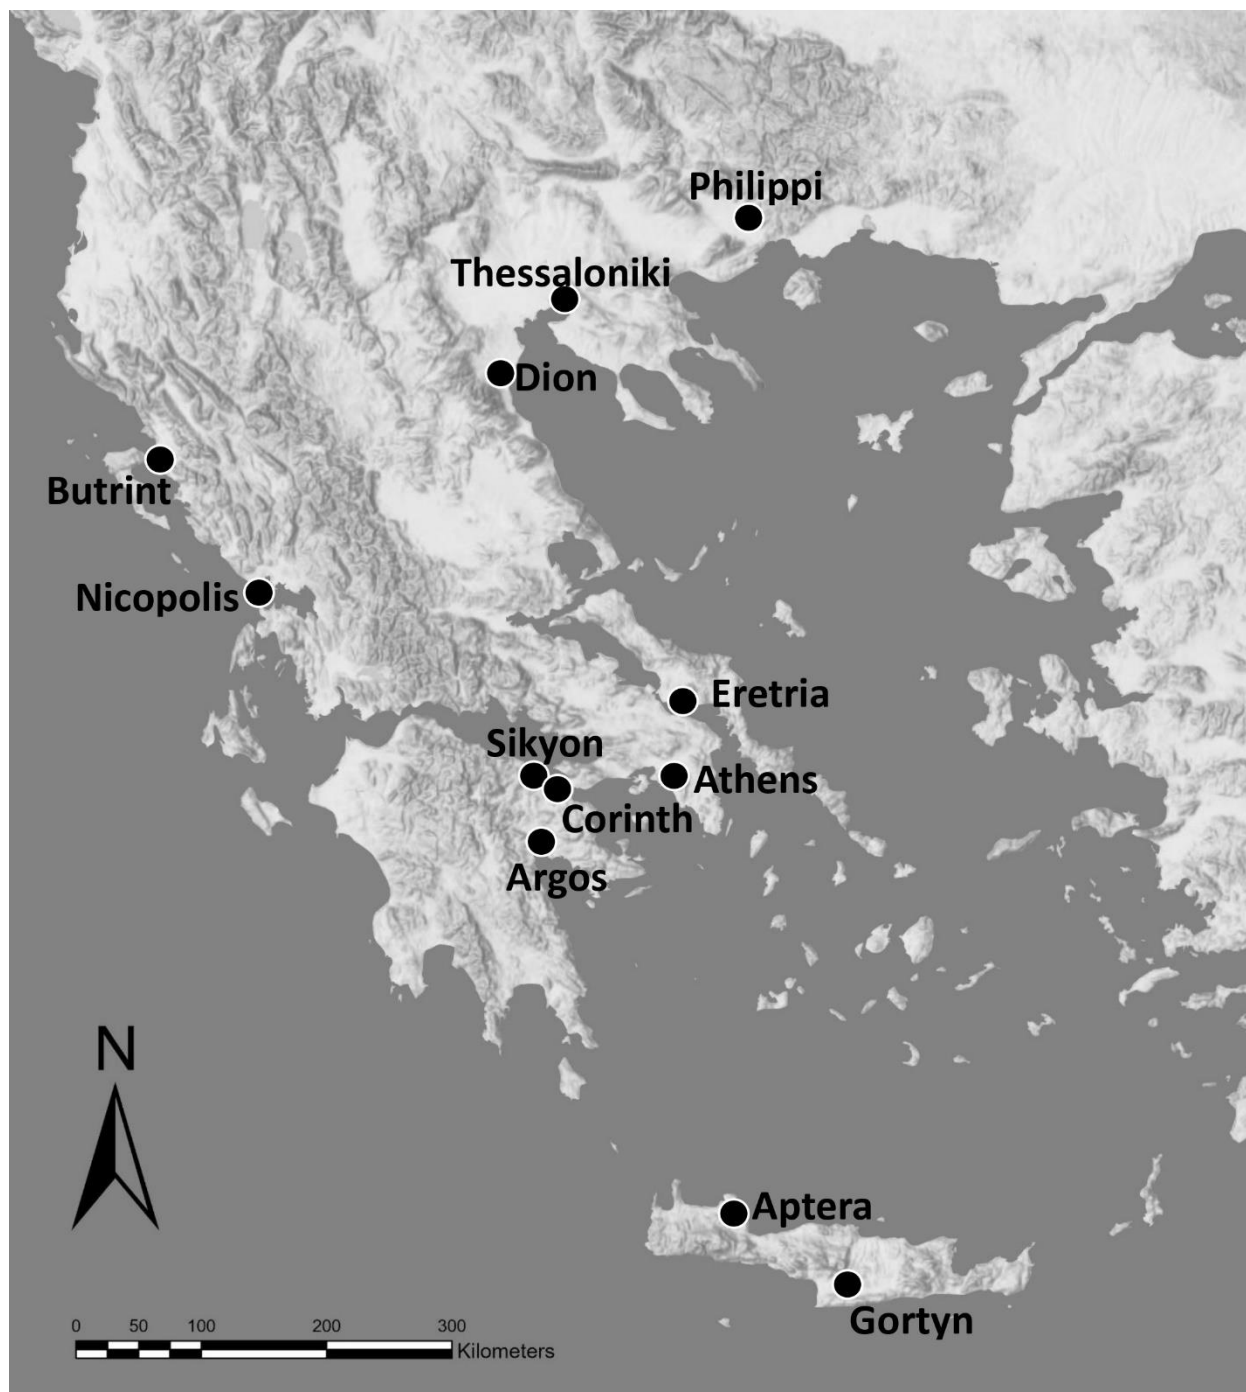 Philippi
Thessaloniki
Dion
Butrint
Nicopolis
Eretria
Sikyon
Athens
Corinth
Argos
N
Aptera
Gortyn
0 50 100 200 300
Kilometers